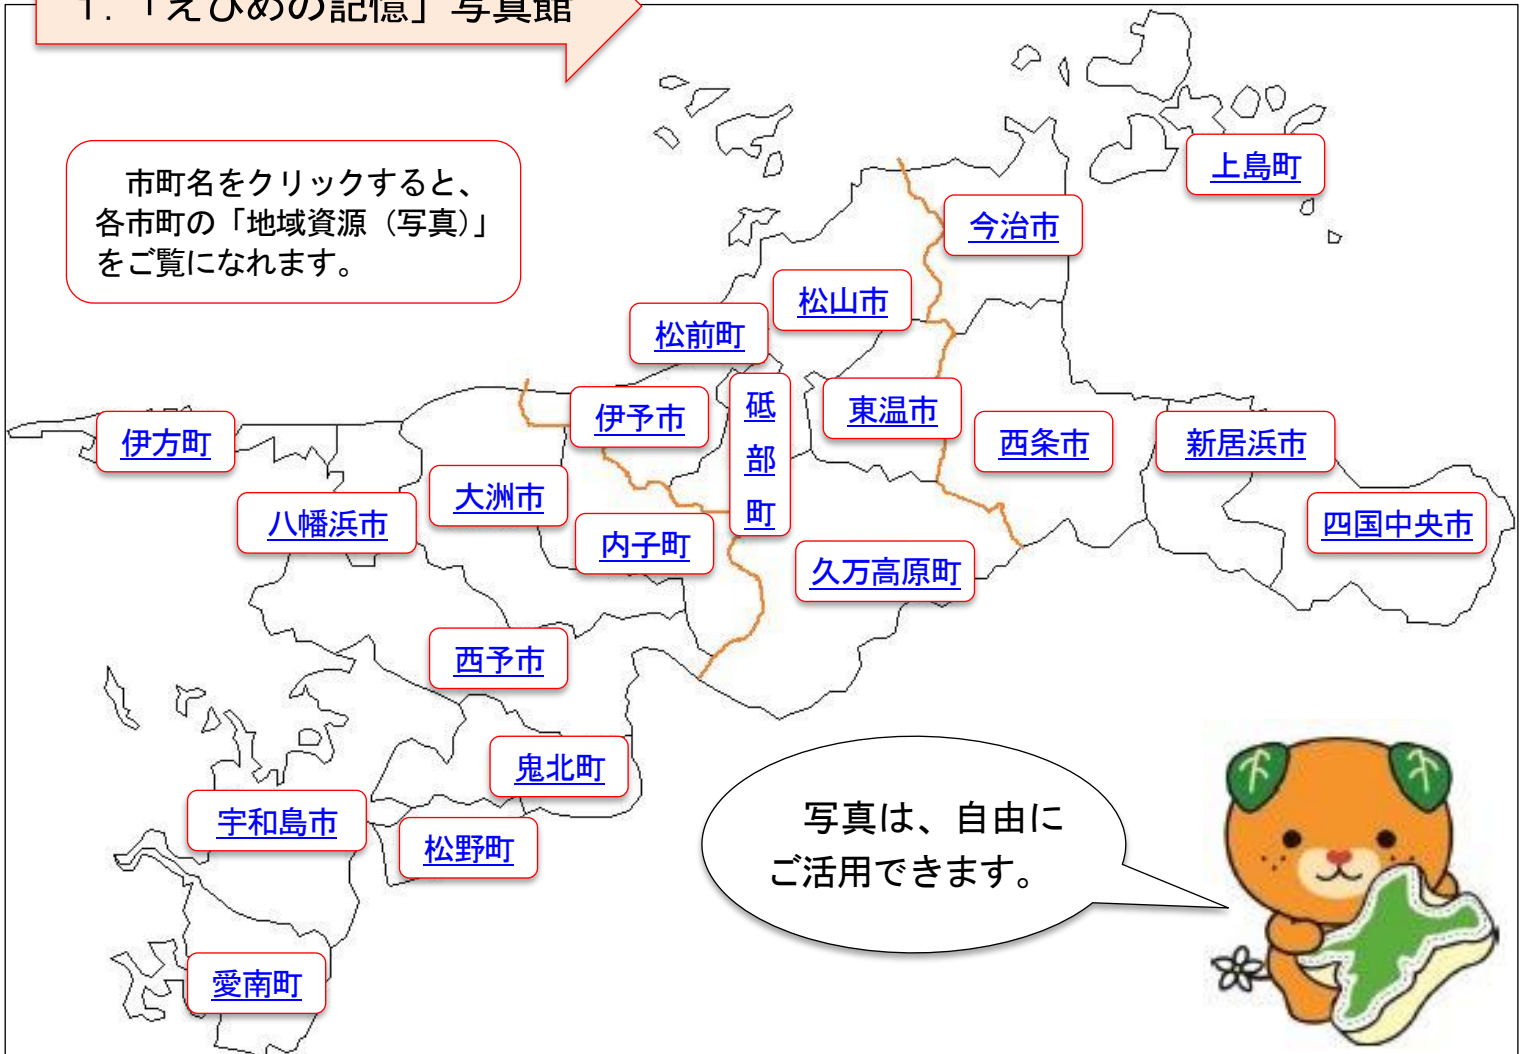 1. 「えひめの記憶」写真館
市町名をクリックすると、
各市町の「地域資源（写真）」
をご覧になれます。
上島町
今治市
松山市
松前町
砥部町
東温市
伊予市
伊方町
西条市
新居浜市
大洲市
八幡浜市
四国中央市
内子町
久万高原町
西予市
鬼北町
宇和島市
松野町
愛南町
写真は、自由に
ご活用できます。